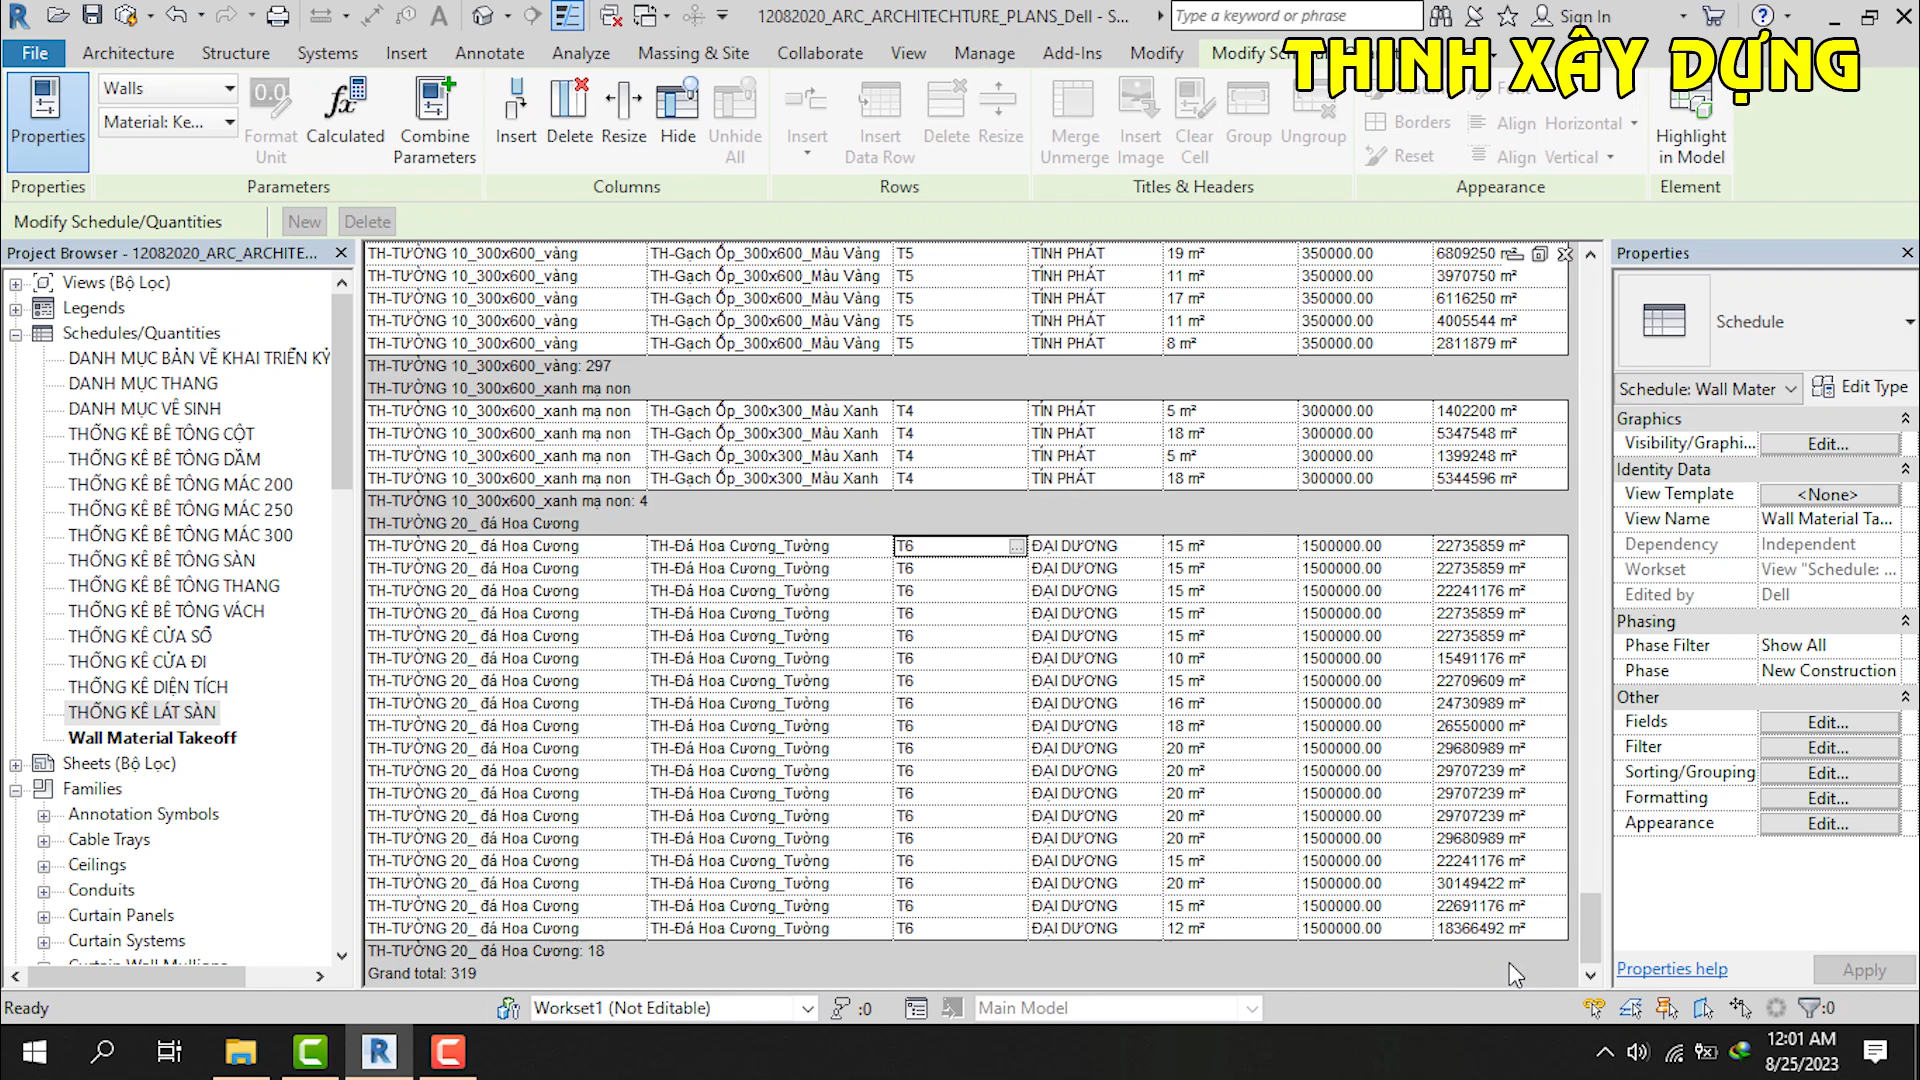 12082020_ARC_ARCHITECHTURE_PLANS_Dell - S...
Type a keyword or phrase
Sign In
THINH XÂY DỰNG
File Architecture Structure Systems Insert Annotate Analyze Massing & Site Collaborate View Manage Add-Ins Modify
Walls
Material: Ke...
Properties
0.0
Format Unit
Calculated
Combine Parameters
Insert Delete Resize Hide Unhide All
Insert Insert Data Row Delete Resize
Merge Unmerge Insert Image Clear Cell Group Ungroup
Borders
Reset
Align Horizontal
Align Vertical
Highlight in Model
Properties Parameters Columns Rows Titles & Headers Appearance Element
Modify Schedule/Quantities New Delete
Project Browser - 12082020_ARC_ARCHITE...
Views (Bộ Lọc)
Legends
Schedules/Quantities
DANH MỤC BẢN VẼ KHAI TRIỂN KỶ
DANH MỤC THANG
DANH MỤC VỆ SINH
THỐNG KÊ BÊ TÔNG CỘT
THỐNG KÊ BÊ TÔNG DẦM
THỐNG KÊ BÊ TÔNG MÁC 200
THỐNG KÊ BÊ TÔNG MÁC 250
THỐNG KÊ BÊ TÔNG MÁC 300
THỐNG KÊ BÊ TÔNG SÀN
THỐNG KÊ BÊ TÔNG THANG
THỐNG KÊ BÊ TÔNG VÁCH
THỐNG KÊ CỬA SỔ
THỐNG KÊ CỬA ĐI
THỐNG KÊ DIỆN TÍCH
THỐNG KÊ LÁT SÀN
Wall Material Takeoff
Sheets (Bộ Lọc)
Families
Annotation Symbols
Cable Trays
Ceilings
Conduits
Curtain Panels
Curtain Systems
TH-TƯỜNG 10_300x600_vàng TH-Gạch Ốp_300x600_Màu Vàng T5 TÍNH PHÁT 19 m² 350000.00 6809250
TH-TƯỜNG 10_300x600_vàng TH-Gạch Ốp_300x600_Màu Vàng T5 TÍNH PHÁT 11 m² 350000.00 3970750 m²
TH-TƯỜNG 10_300x600_vàng TH-Gạch Ốp_300x600_Màu Vàng T5 TÍNH PHÁT 17 m² 350000.00 6116250 m²
TH-TƯỜNG 10_300x600_vàng TH-Gạch Ốp_300x600_Màu Vàng T5 TÍNH PHÁT 11 m² 350000.00 4005544 m²
TH-TƯỜNG 10_300x600_vàng TH-Gạch Ốp_300x600_Màu Vàng T5 TÍNH PHÁT 8 m² 350000.00 2811879 m²
TH-TƯỜNG 10_300x600_vàng: 297
TH-TƯỜNG 10_300x600_xanh mạ non
TH-TƯỜNG 10_300x600_xanh mạ non TH-Gạch Ốp_300x300_Màu Xanh T4 TÍN PHÁT 5 m² 300000.00 1402200 m²
TH-TƯỜNG 10_300x600_xanh mạ non TH-Gạch Ốp_300x300_Màu Xanh T4 TÍN PHÁT 18 m² 300000.00 5347548 m²
TH-TƯỜNG 10_300x600_xanh mạ non TH-Gạch Ốp_300x300_Màu Xanh T4 TÍN PHÁT 5 m² 300000.00 1399248 m²
TH-TƯỜNG 10_300x600_xanh mạ non TH-Gạch Ốp_300x300_Màu Xanh T4 TÍN PHÁT 18 m² 300000.00 5344596 m²
TH-TƯỜNG 10_300x600_xanh mạ non: 4
TH-TƯỜNG 20_ đá Hoa Cương
TH-TƯỜNG 20_ đá Hoa Cương TH-Đá Hoa Cương_Tường T6 ĐẠI DƯƠNG 15 m² 1500000.00 22735859 m²
TH-TƯỜNG 20_ đá Hoa Cương TH-Đá Hoa Cương_Tường T6 ĐẠI DƯƠNG 15 m² 1500000.00 22735859 m²
TH-TƯỜNG 20_ đá Hoa Cương TH-Đá Hoa Cương_Tường T6 ĐẠI DƯƠNG 15 m² 1500000.00 22241176 m²
TH-TƯỜNG 20_ đá Hoa Cương TH-Đá Hoa Cương_Tường T6 ĐẠI DƯƠNG 15 m² 1500000.00 22735859 m²
TH-TƯỜNG 20_ đá Hoa Cương TH-Đá Hoa Cương_Tường T6 ĐẠI DƯƠNG 15 m² 1500000.00 22735859 m²
TH-TƯỜNG 20_ đá Hoa Cương TH-Đá Hoa Cương_Tường T6 ĐẠI DƯƠNG 10 m² 1500000.00 15491176 m²
TH-TƯỜNG 20_ đá Hoa Cương TH-Đá Hoa Cương_Tường T6 ĐẠI DƯƠNG 15 m² 1500000.00 22709609 m²
TH-TƯỜNG 20_ đá Hoa Cương TH-Đá Hoa Cương_Tường T6 ĐẠI DƯƠNG 16 m² 1500000.00 24730989 m²
TH-TƯỜNG 20_ đá Hoa Cương TH-Đá Hoa Cương_Tường T6 ĐẠI DƯƠNG 18 m² 1500000.00 26550000 m²
TH-TƯỜNG 20_ đá Hoa Cương TH-Đá Hoa Cương_Tường T6 ĐẠI DƯƠNG 20 m² 1500000.00 29680989 m²
TH-TƯỜNG 20_ đá Hoa Cương TH-Đá Hoa Cương_Tường T6 ĐẠI DƯƠNG 20 m² 1500000.00 29707239 m²
TH-TƯỜNG 20_ đá Hoa Cương TH-Đá Hoa Cương_Tường T6 ĐẠI DƯƠNG 20 m² 1500000.00 29707239 m²
TH-TƯỜNG 20_ đá Hoa Cương TH-Đá Hoa Cương_Tường T6 ĐẠI DƯƠNG 20 m² 1500000.00 29707239 m²
TH-TƯỜNG 20_ đá Hoa Cương TH-Đá Hoa Cương_Tường T6 ĐẠI DƯƠNG 20 m² 1500000.00 29680989 m²
TH-TƯỜNG 20_ đá Hoa Cương TH-Đá Hoa Cương_Tường T6 ĐẠI DƯƠNG 15 m² 1500000.00 22241176 m²
TH-TƯỜNG 20_ đá Hoa Cương TH-Đá Hoa Cương_Tường T6 ĐẠI DƯƠNG 20 m² 1500000.00 30149422 m²
TH-TƯỜNG 20_ đá Hoa Cương TH-Đá Hoa Cương_Tường T6 ĐẠI DƯƠNG 15 m² 1500000.00 22691176 m²
TH-TƯỜNG 20_ đá Hoa Cương TH-Đá Hoa Cương_Tường T6 ĐẠI DƯƠNG 12 m² 1500000.00 18366492 m²
TH-TƯỜNG 20_ đá Hoa Cương: 18
Grand total: 319
Properties
Schedule
Schedule: Wall Mater Edit Type
Graphics
Visibility/Graphi... Edit...
Identity Data
View Template <None>
View Name Wall Material Ta...
Dependency Independent
Workset View "Schedule: ...
Edited by Dell
Phasing
Phase Filter Show All
Phase New Construction
Other
Fields Edit...
Filter Edit...
Sorting/Grouping Edit...
Formatting Edit...
Appearance Edit...
Properties help Apply
Ready Workset1 (Not Editable) :0 Main Model :0
12:01 AM
8/25/2023